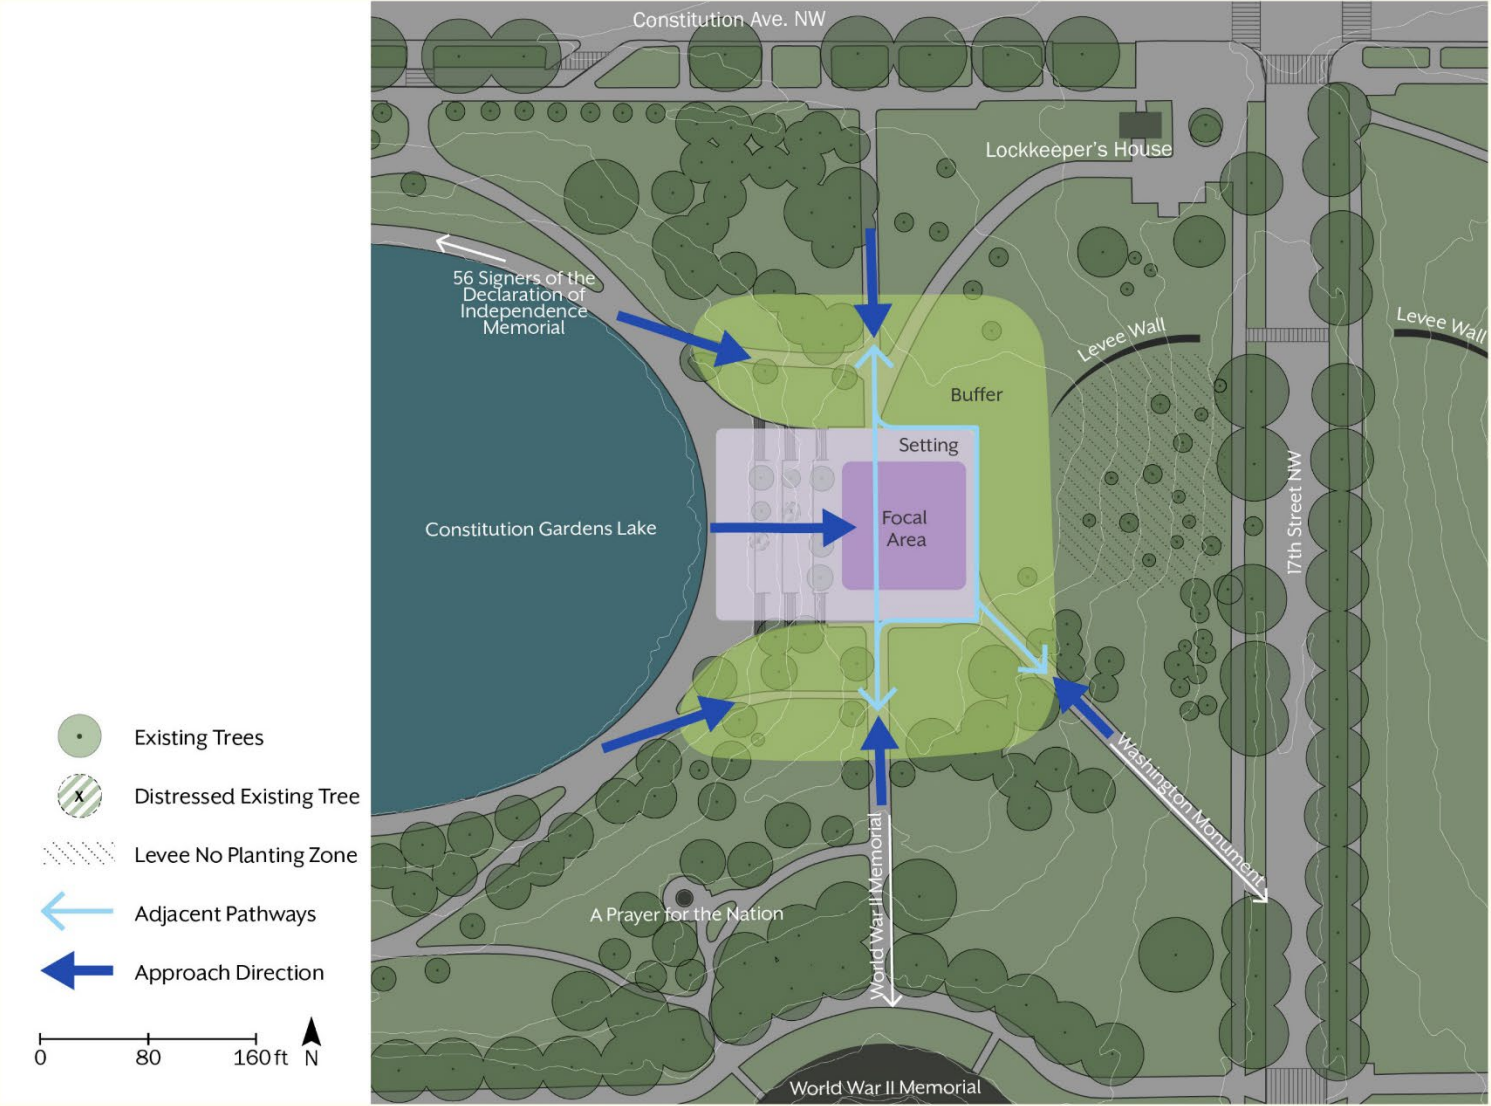 Constitution Ave. NW
Lockkeeper's House
56 Signers of the
Declaration of
Independence
Memorial
Levee Wall
Levee Wall
Buffer
Setting
Focal
Area
Constitution Gardens Lake
17th Street NW
Existing Trees
X
Distressed Existing Tree
Levee No Planting Zone
Adjacent Pathways
Approach Direction
0 80 160 ft N
Washington Monument
World War II Memorial
A Prayer for the Nation
World War II Memorial